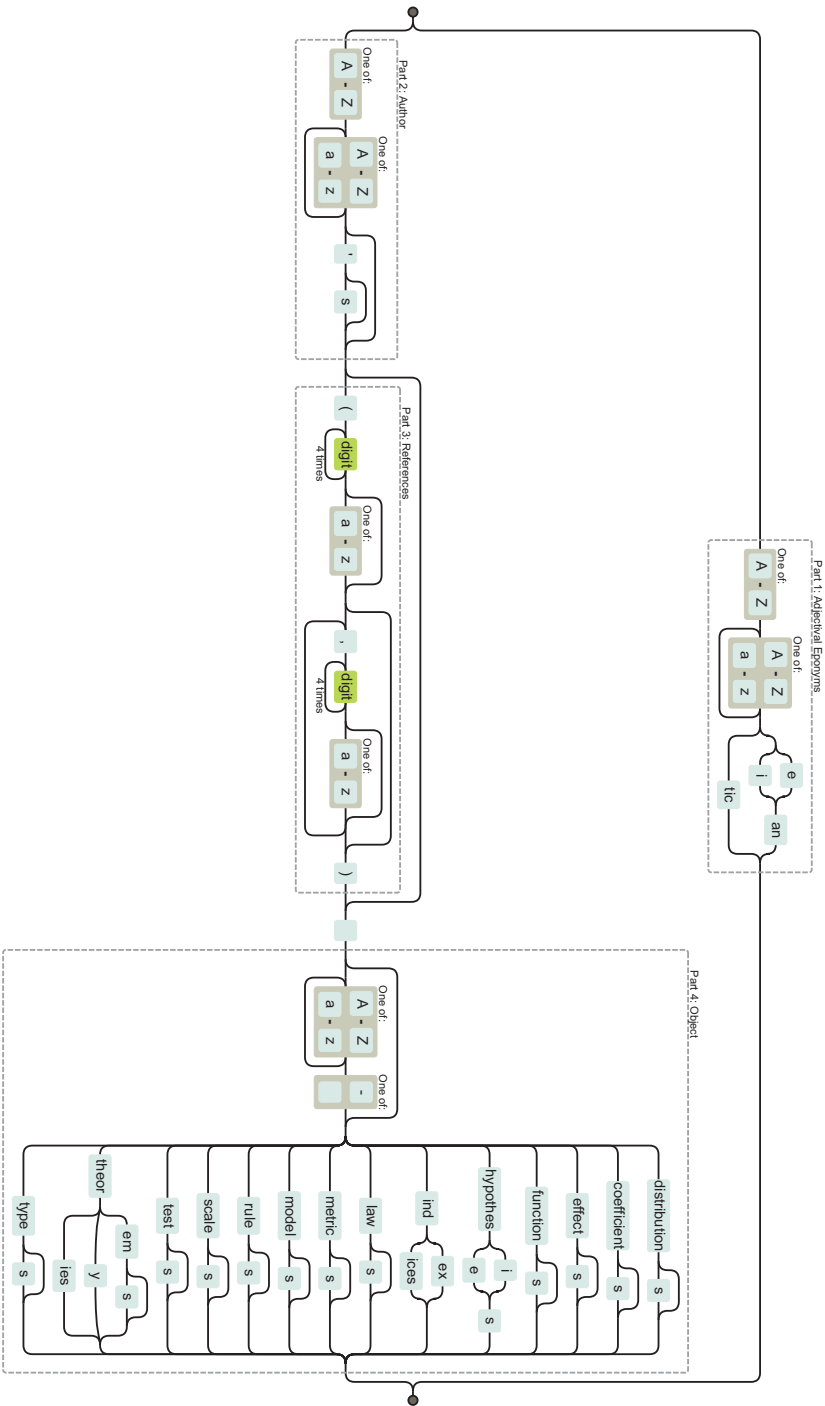 Part 1: Adjectival Eponyms
One of:
A - Z
One of:
A - Z
a - z
e
i
an
tic
Part 2: Author
One of:
A - Z
One of:
A - Z
a - z
'
s
Part 3: References
(
digit
4 times
One of:
a - z
,
digit
4 times
One of:
a - z
)
Part 4: Object
One of:
A - Z
a - z
One of:
-
distribution
s
coefficient
s
effect
s
function
s
hypothes
i
e
s
ind
ex
ices
law
s
metric
s
model
s
rule
s
scale
s
test
s
theor
em
s
y
ies
type
s